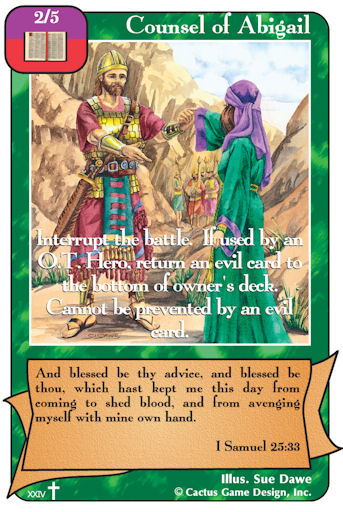 2/5
Counsel of Abigail
Interrupt the battle. If used by an
O.T. Hero, return an evil card to
the bottom of owner s deck.
Cannot be prevented by an evil
card.
And blessed be thy advice, and blessed be
thou, which hast kept me this day from
coming to shed blood, and from avenging
myself with mine own hand.
I Samuel 25:33
Illus. Sue Dawe
XXIV
© Cactus Game Design, Inc.